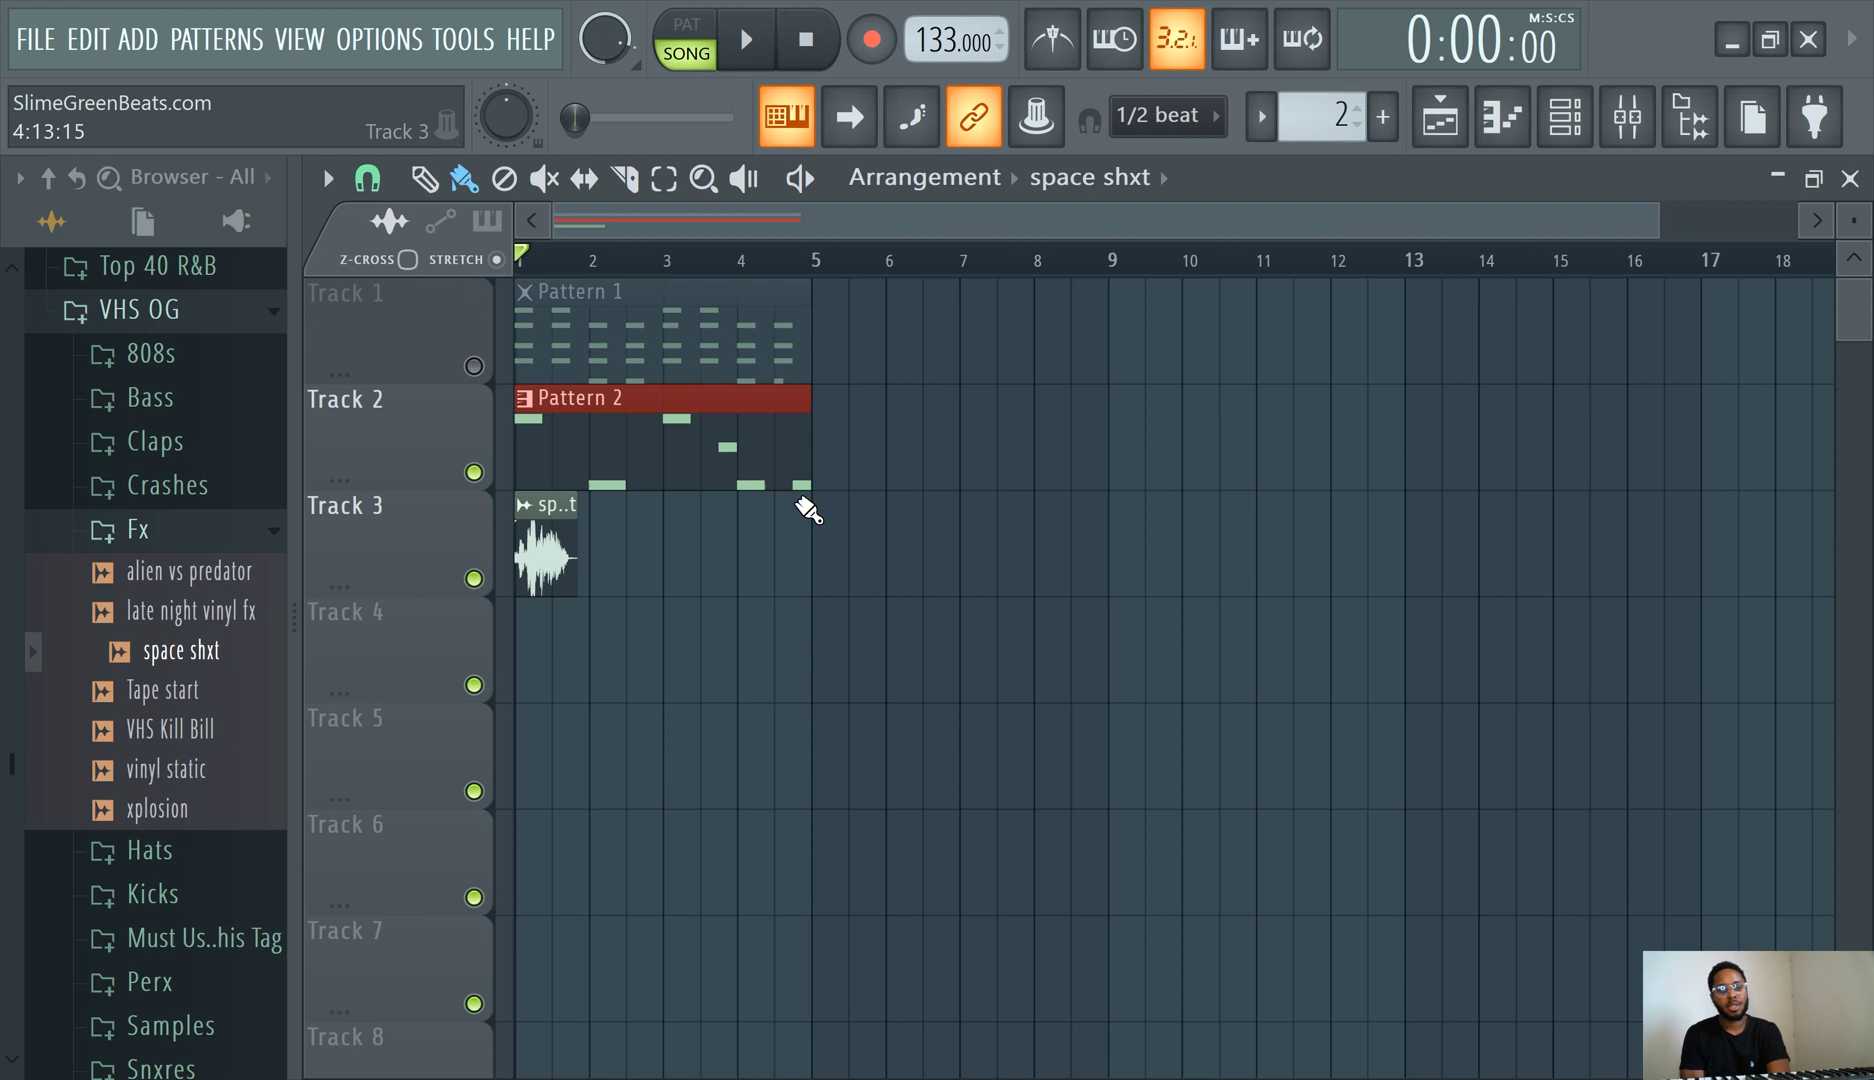 FILE EDIT ADD PATTERNS VIEW OPTIONS TOOLS HELP
PAT
SONG
133.000
3.2.1
M:S:CS
0:00:00
SlimeGreenBeats.com
4:13:15
Track 3
1/2 beat
2
Browser - All
Arrangement
space shxt
Z-CROSS
STRETCH
1 2 3 4 5 6 7 8 9 10 11 12 13 14 15 16 17 18
Top 40 R&B
VHS OG
808s
Bass
Claps
Crashes
Fx
alien vs predator
late night vinyl fx
space shxt
Tape start
VHS Kill Bill
vinyl static
xplosion
Hats
Kicks
Must Us..his Tag
Perx
Samples
Snxres
Track 1
Pattern 1
Track 2
Pattern 2
Track 3
sp..t
Track 4
Track 5
Track 6
Track 7
Track 8